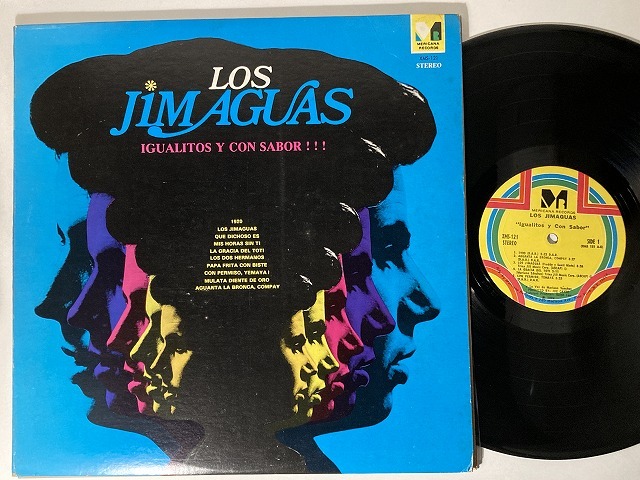 MERICANA
RECORDS
STEREO
LOS
JIMAGUAS
IGUALITOS Y CON SABOR ! ! !
1920
LOS JIMAGUAS
QUE DICHOSO ES
MIS HORAS SIN TI
LA GRACIA DEL TOTI
LOS DOS HERMANOS
PAPA FRITA CON BISTE
CON PERMISO, YEMAYA !
MULATA DIENTE DE ORO
AGUANTA LA BRONCA, COMPAY
MERICANA RECORDS
LOS JIMAGUAS
"Igualitos y Con Sabor"
XMS-121
STEREO
SIDE 1